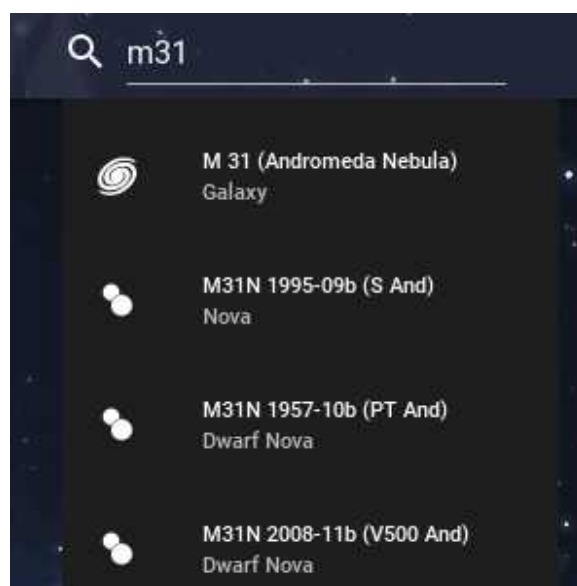 m31
M 31 (Andromeda Nebula)
Galaxy
M31N 1995-09b (S And)
Nova
M31N 1957-10b (PT And)
Dwarf Nova
M31N 2008-11b (V500 And)
Dwarf Nova